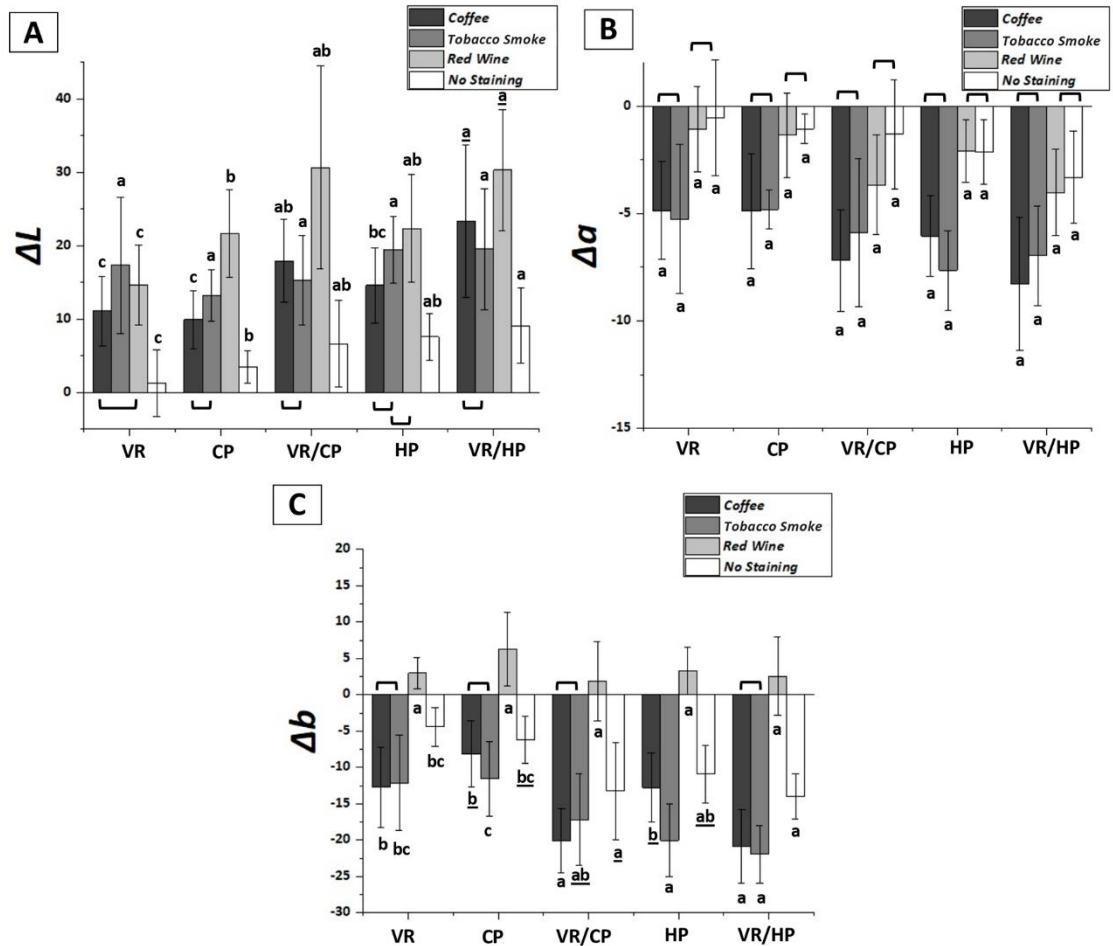 A
Coffee
Tobacco Smoke
Red Wine
No Staining
ΔL
40
30
20
10
0
c a c c
c a b b
ab a ab ab
bc a ab ab
a a a a
VR CP VR/CP HP VR/HP
B
Coffee
Tobacco Smoke
Red Wine
No Staining
Δa
0
-5
-10
-15
a a a a
a a a a
a a a a
a a a a
a a a a
VR CP VR/CP HP VR/HP
C
Coffee
Tobacco Smoke
Red Wine
No Staining
Δb
20
15
10
5
0
-5
-10
-15
-20
-25
-30
b bc a bc
b c a bc
a ab a a
b a a ab
a a a a
VR CP VR/CP HP VR/HP